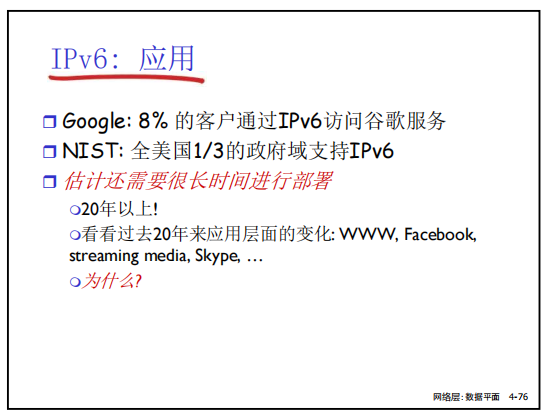 IPv6: 应用
Google: 8% 的客户通过IPv6访问谷歌服务
NIST: 全美国1/3的政府域支持IPv6
估计还需要很长时间进行部署
20年以上!
看看过去20年来应用层面的变化: WWW, Facebook,
streaming media, Skype, …
为什么?
网络层: 数据平面 4-76